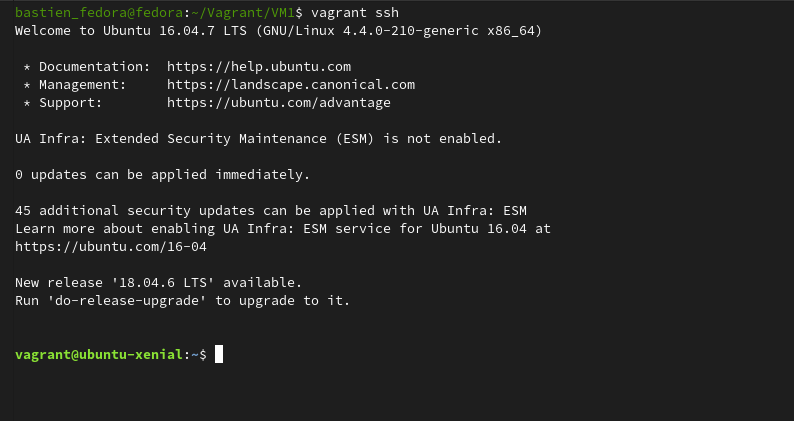 bastien_fedora@fedora:~/Vagrant/VM1$ vagrant ssh
Welcome to Ubuntu 16.04.7 LTS (GNU/Linux 4.4.0-210-generic x86_64)
* Documentation:  https://help.ubuntu.com
* Management:     https://landscape.canonical.com
* Support:        https://ubuntu.com/advantage
UA Infra: Extended Security Maintenance (ESM) is not enabled.
0 updates can be applied immediately.
45 additional security updates can be applied with UA Infra: ESM
Learn more about enabling UA Infra: ESM service for Ubuntu 16.04 at
https://ubuntu.com/16-04
New release '18.04.6 LTS' available.
Run 'do-release-upgrade' to upgrade to it.
vagrant@ubuntu-xenial:~$